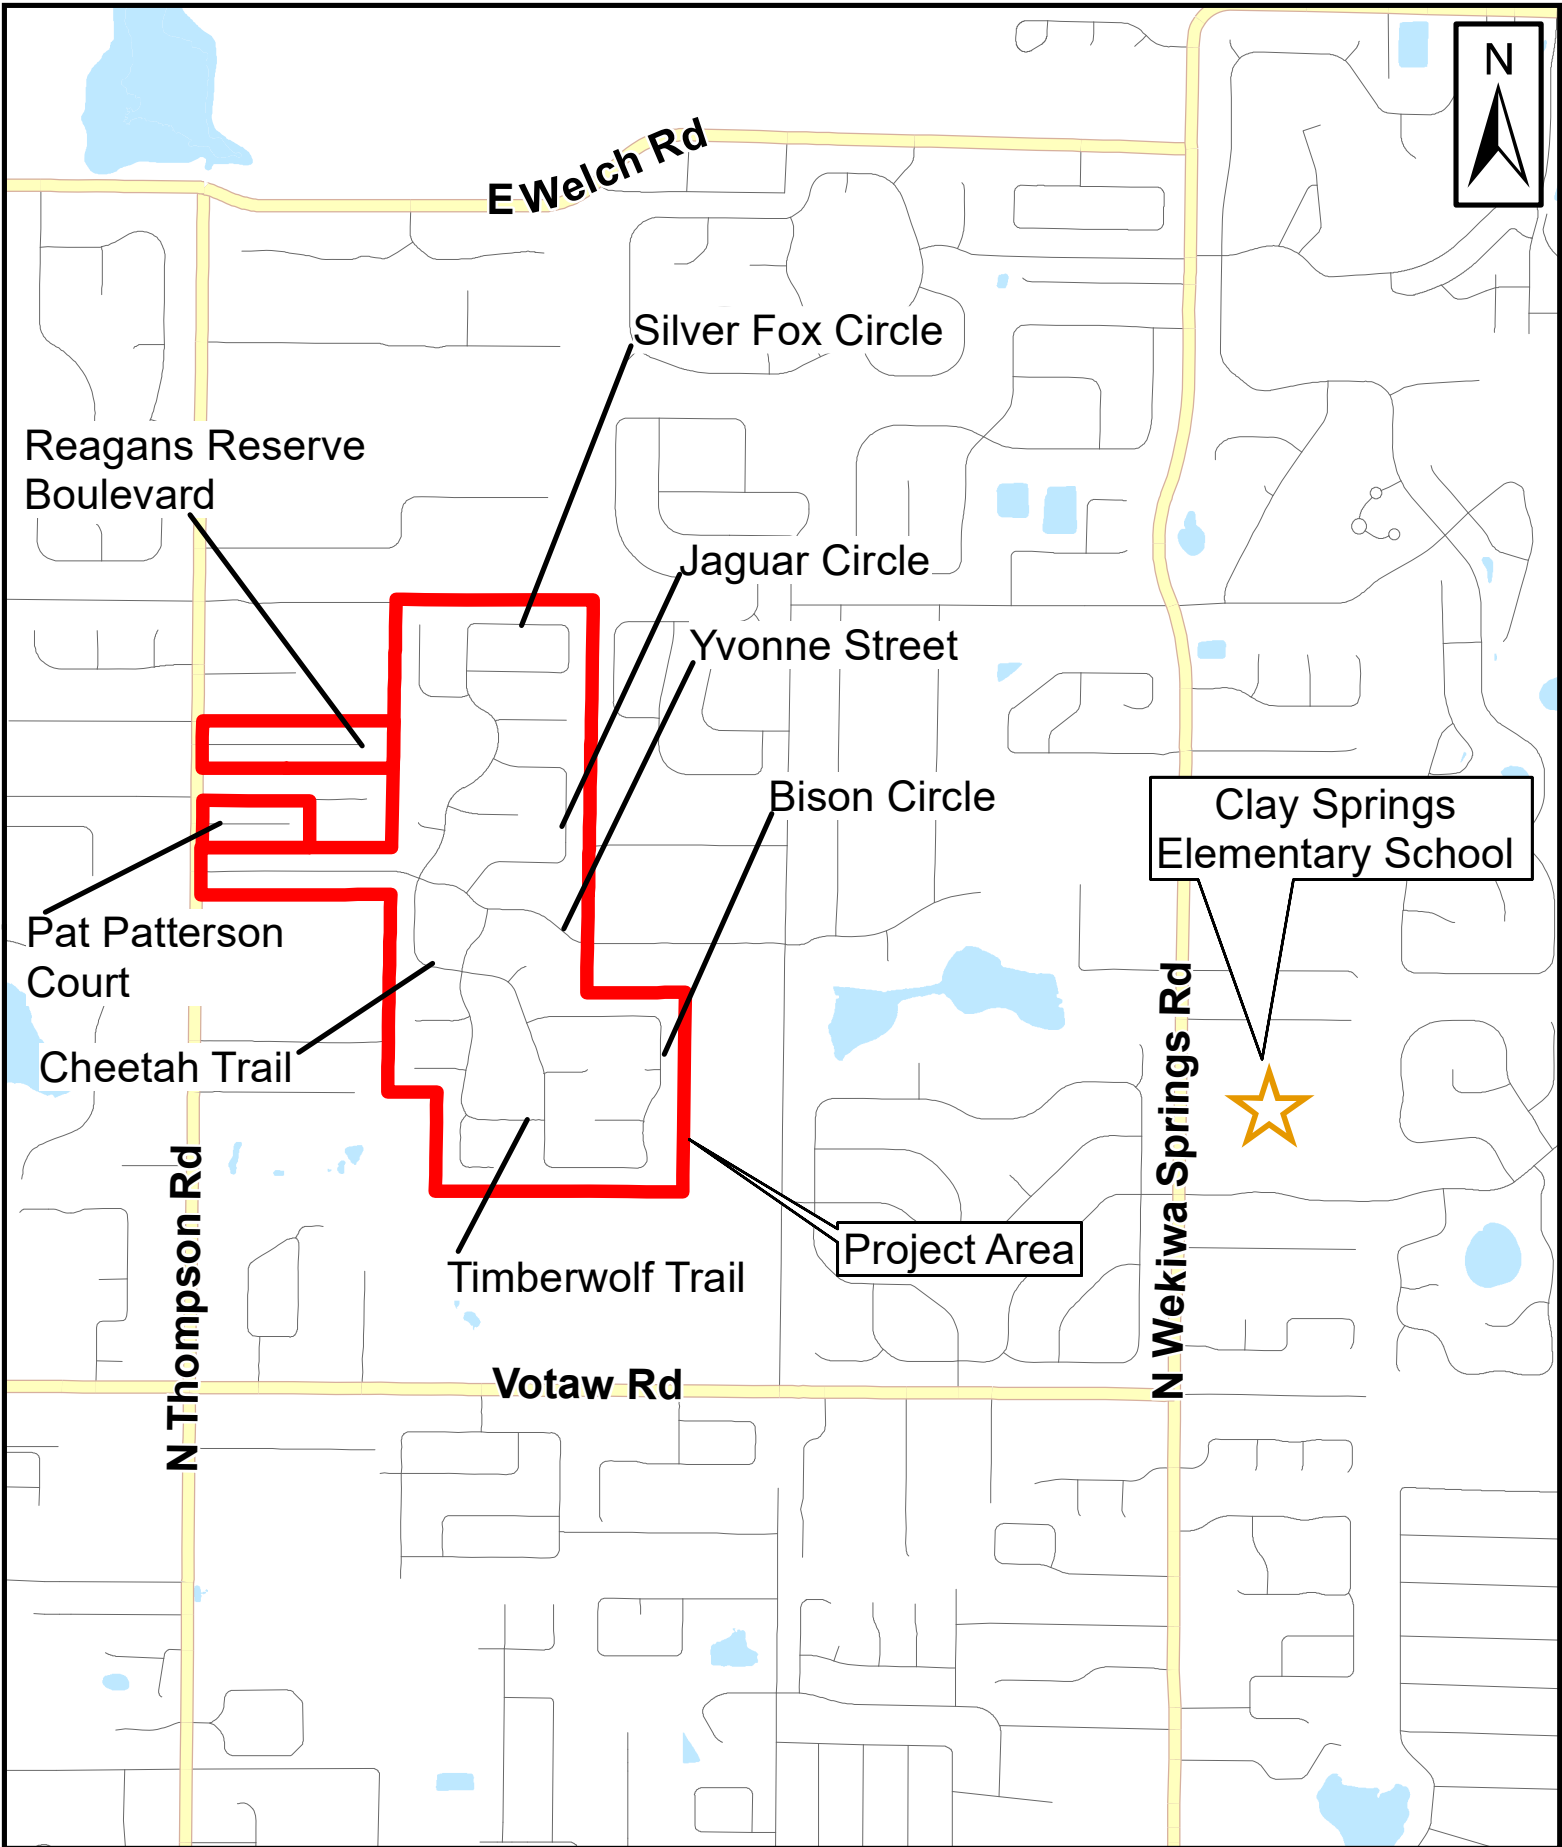 N
E Welch Rd
Silver Fox Circle
Reagans Reserve
Boulevard
Jaguar Circle
Yvonne Street
Bison Circle
Clay Springs
Elementary School
Pat Patterson
Court
Cheetah Trail
N Wekiwa Springs Rd
N Thompson Rd
Project Area
Timberwolf Trail
Votaw Rd